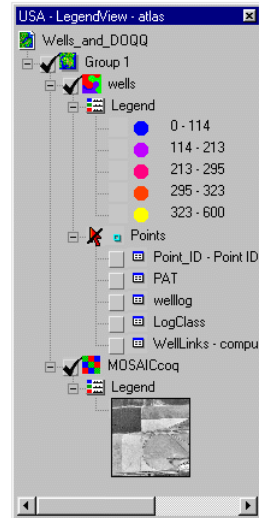 USA - LegendView - atlas
Wells_and_DOQQ
Group 1
wells
Legend
0 - 114
114 - 213
213 - 295
295 - 323
323 - 600
Points
Point_ID - Point ID
PAT
welllog
LogClass
WellLinks - compu
MOSAICcoq
Legend